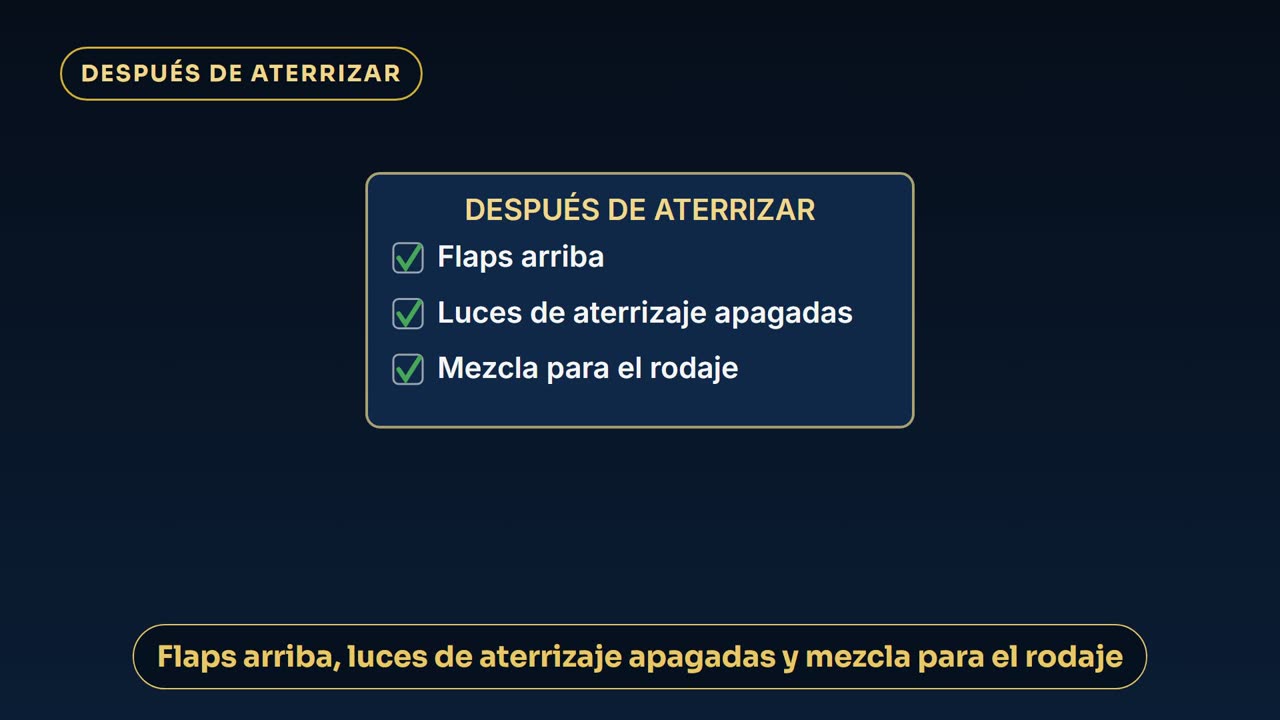 DESPUÉS DE ATERRIZAR
DESPUÉS DE ATERRIZAR
Flaps arriba
Luces de aterrizaje apagadas
Mezcla para el rodaje
Flaps arriba, luces de aterrizaje apagadas y mezcla para el rodaje